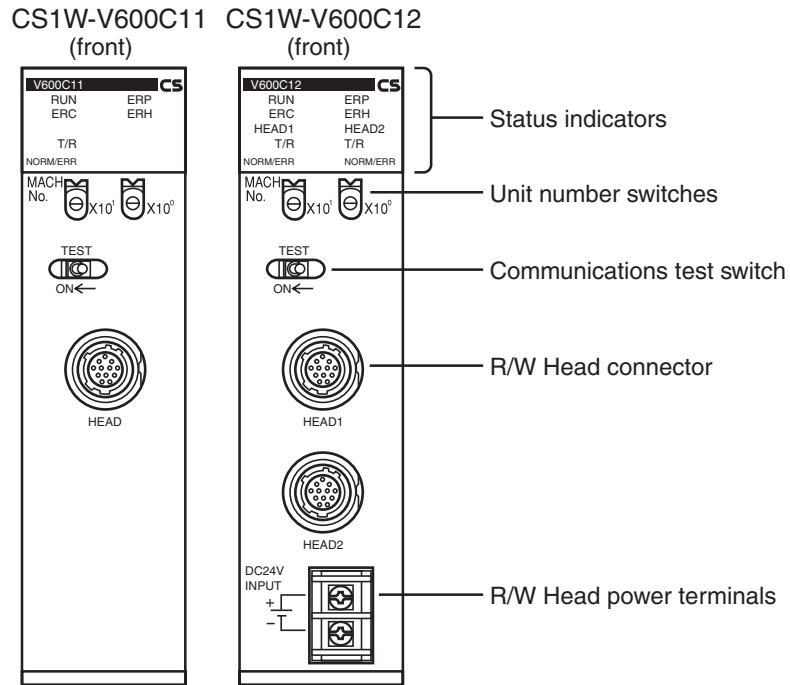 CS1W-V600C11
(front)
V600C11 CS
RUN ERP
ERC ERH
T/R
NORM/ERR
MACH
No.
X10¹ X10⁰
TEST
ON←
HEAD
CS1W-V600C12
(front)
V600C12 CS
RUN ERP
ERC ERH
HEAD1 HEAD2
T/R T/R
NORM/ERR NORM/ERR
MACH
No.
X10¹ X10⁰
TEST
ON←
HEAD1
HEAD2
DC24V
INPUT
+
−
Status indicators
Unit number switches
Communications test switch
R/W Head connector
R/W Head power terminals